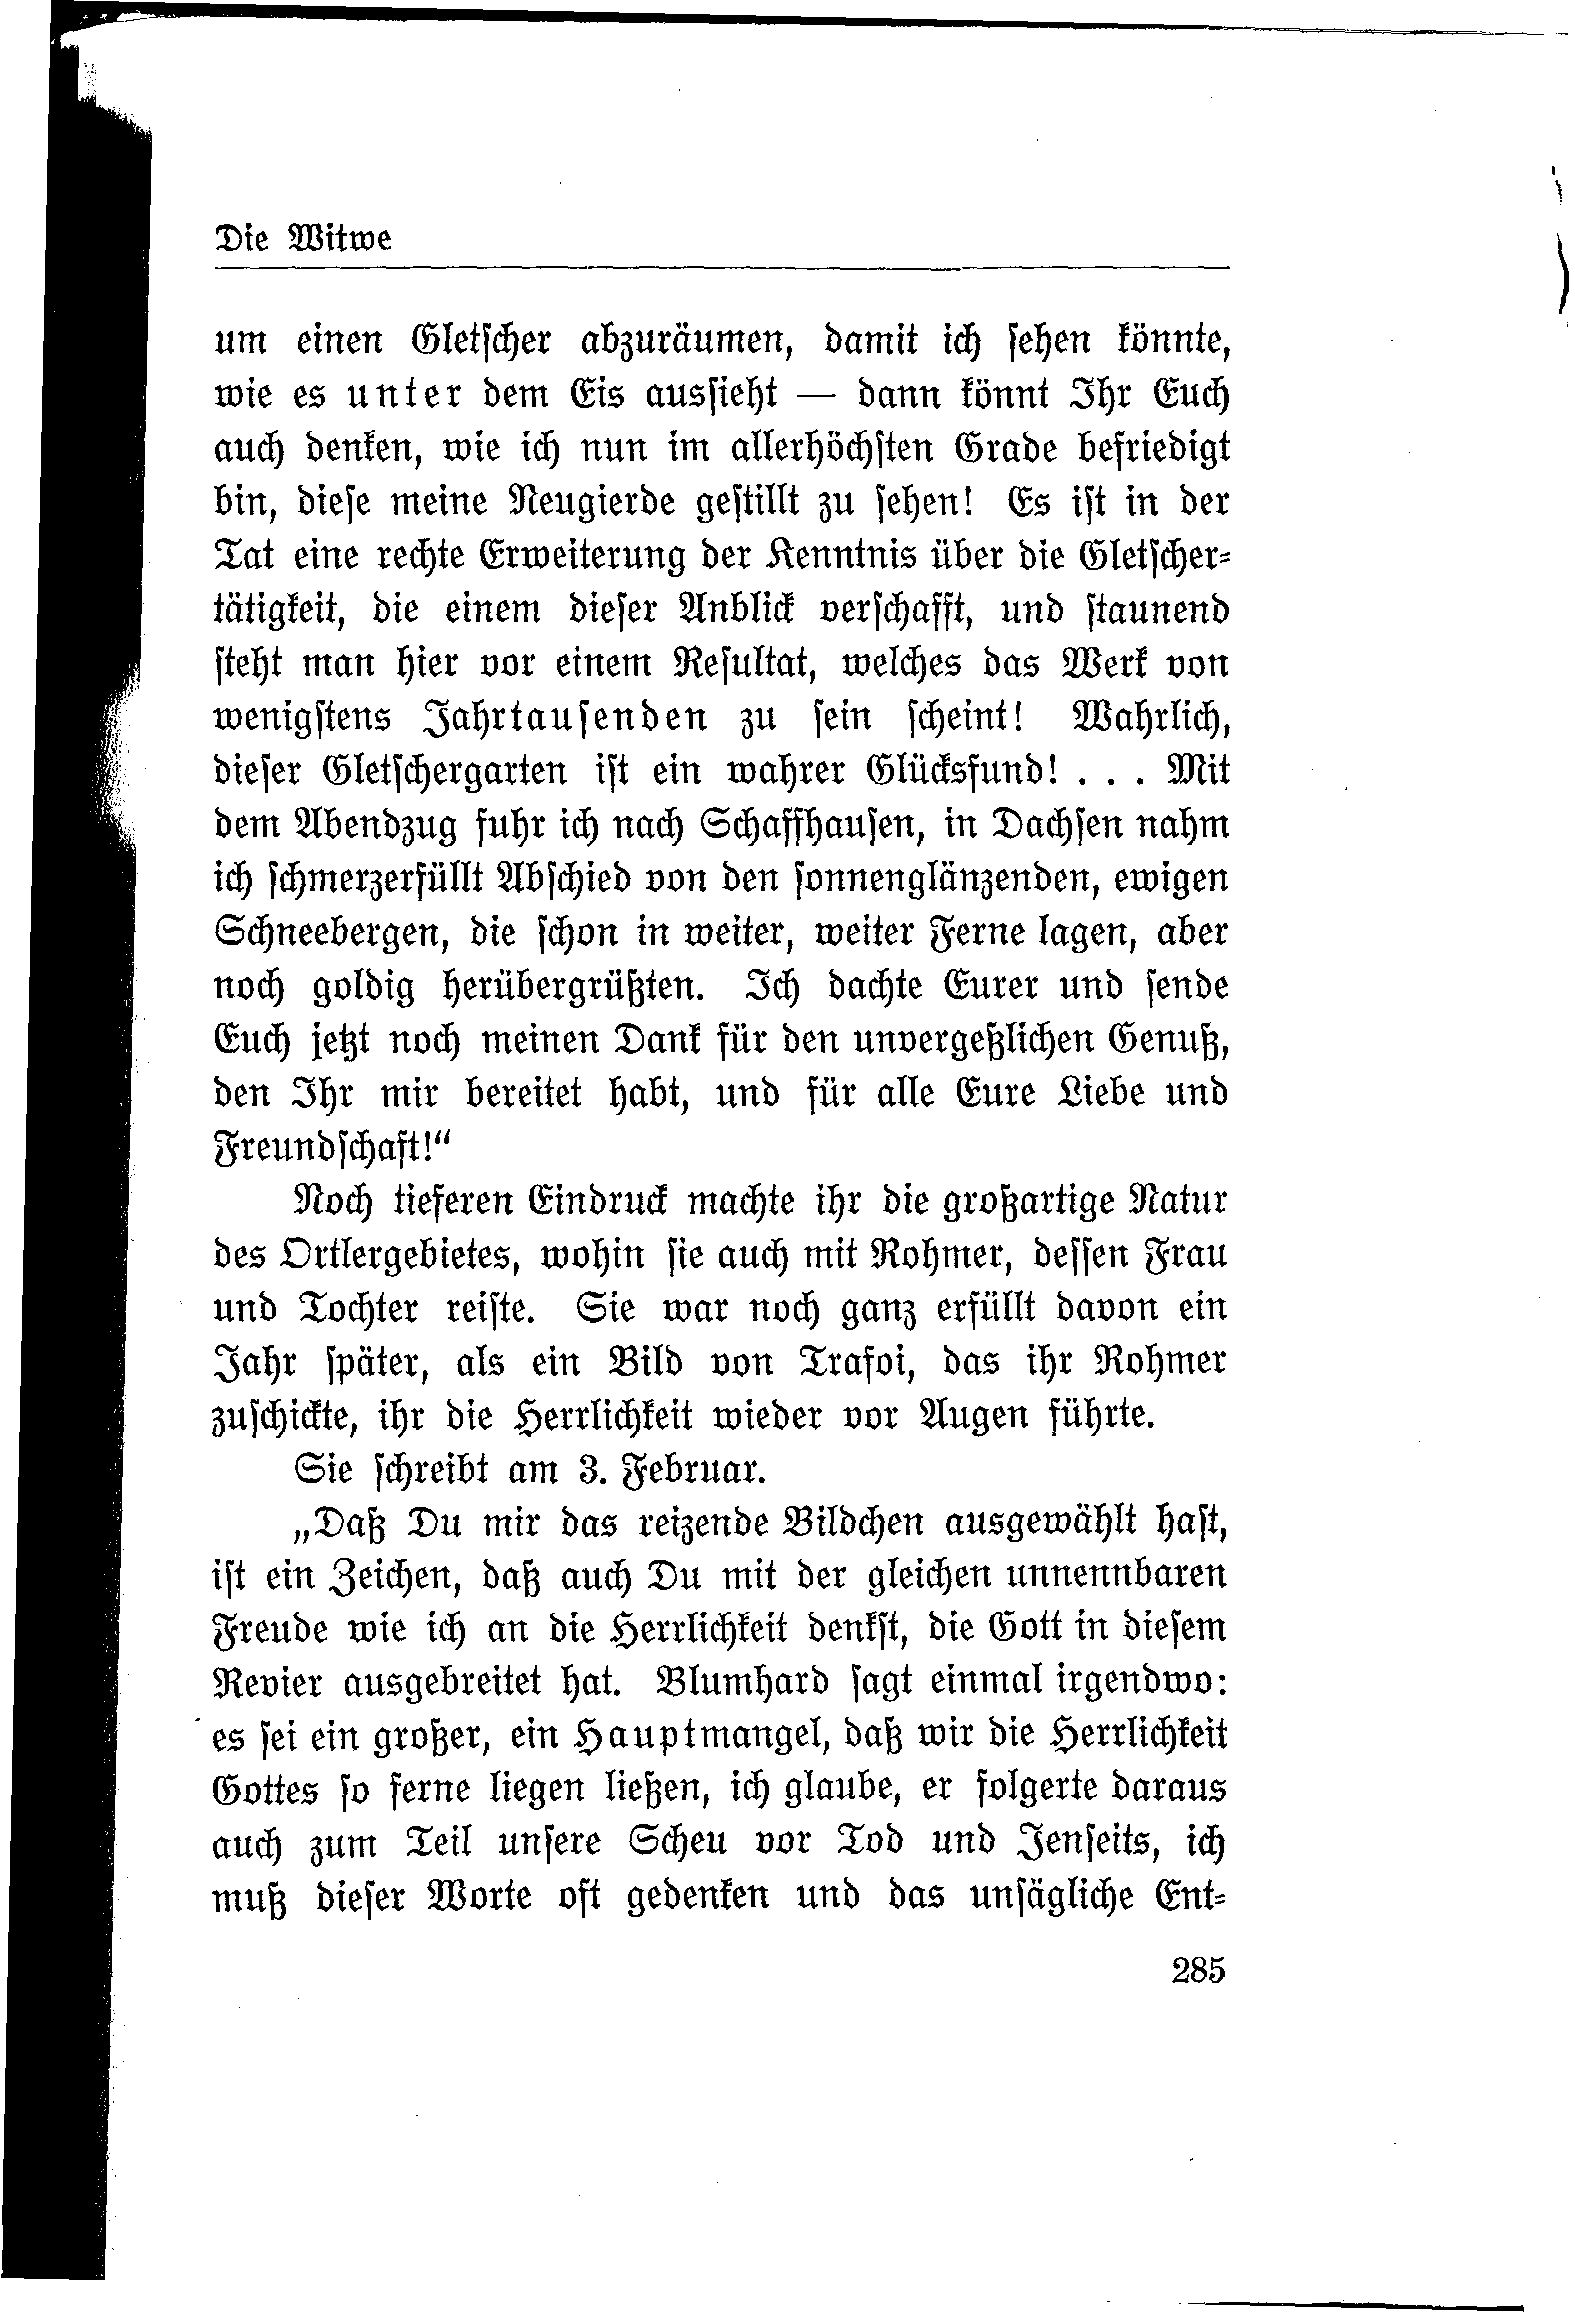 Die Witwe
um einen Gletscher abzuräumen, damit ich sehen könnte,
wie es unter dem Eis aussieht — dann könnt Ihr Euch
auch denken, wie ich nun im allerhöchsten Grade befriedigt
bin, diese meine Neugierde gestillt zu sehen! Es ist in der
Tat eine rechte Erweiterung der Kenntnis über die Gletscher-
tätigkeit, die einem dieser Anblick verschafft, und staunend
steht man hier vor einem Resultat, welches das Werk von
wenigstens Jahrtausenden zu sein scheint! Wahrlich,
dieser Gletschergarten ist ein wahrer Glücksfund! . . . Mit
dem Abendzug fuhr ich nach Schaffhausen, in Dachsen nahm
ich schmerzerfüllt Abschied von den sonnenglänzenden, ewigen
Schneebergen, die schon in weiter, weiter Ferne lagen, aber
noch goldig herübergrüßten. Ich dachte Eurer und sende
Euch jetzt noch meinen Dank für den unvergeßlichen Genuß,
den Ihr mir bereitet habt, und für alle Eure Liebe und
Freundschaft!“
Noch tieferen Eindruck machte ihr die großartige Natur
des Ortlergebietes, wohin sie auch mit Rohmer, dessen Frau
und Tochter reiste. Sie war noch ganz erfüllt davon ein
Jahr später, als ein Bild von Trafoi, das ihr Rohmer
zuschickte, ihr die Herrlichkeit wieder vor Augen führte.
Sie schreibt am 3. Februar.
„Daß Du mir das reizende Bildchen ausgewählt hast,
ist ein Zeichen, daß auch Du mit der gleichen unnennbaren
Freude wie ich an die Herrlichkeit denkst, die Gott in diesem
Revier ausgebreitet hat. Blumhard sagt einmal irgendwo:
es sei ein großer, ein Hauptmangel, daß wir die Herrlichkeit
Gottes so ferne liegen ließen, ich glaube, er folgerte daraus
auch zum Teil unsere Scheu vor Tod und Jenseits, ich
muß dieser Worte oft gedenken und das unsägliche Ent-
285